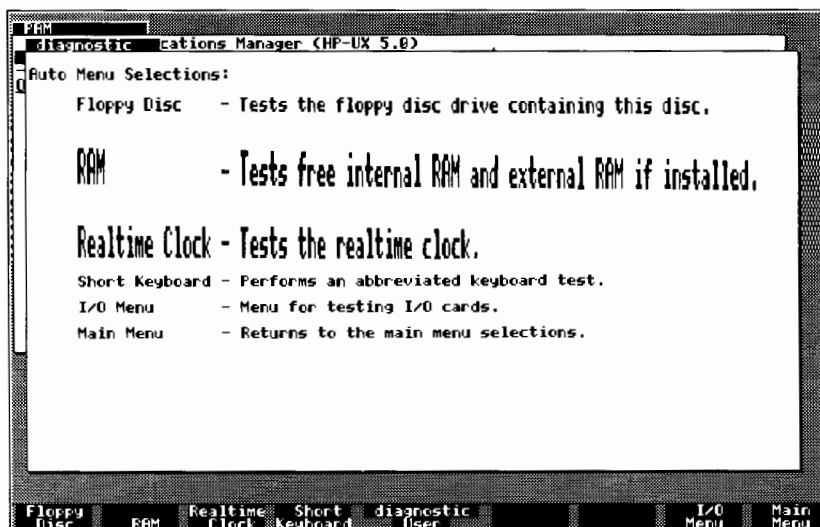 PAM
diagnostic cations Manager (HP-UX 5.0)
Auto Menu Selections:
Floppy Disc - Tests the floppy disc drive containing this disc.
RAM - Tests free internal RAM and external RAM if installed.
Realtime Clock - Tests the realtime clock.
Short Keyboard - Performs an abbreviated keyboard test.
I/O Menu - Menu for testing I/O cards.
Main Menu - Returns to the main menu selections.
Floppy Realtime Short diagnostic I/O Main
Disc RAM Clock Keyboard User Menu Menu